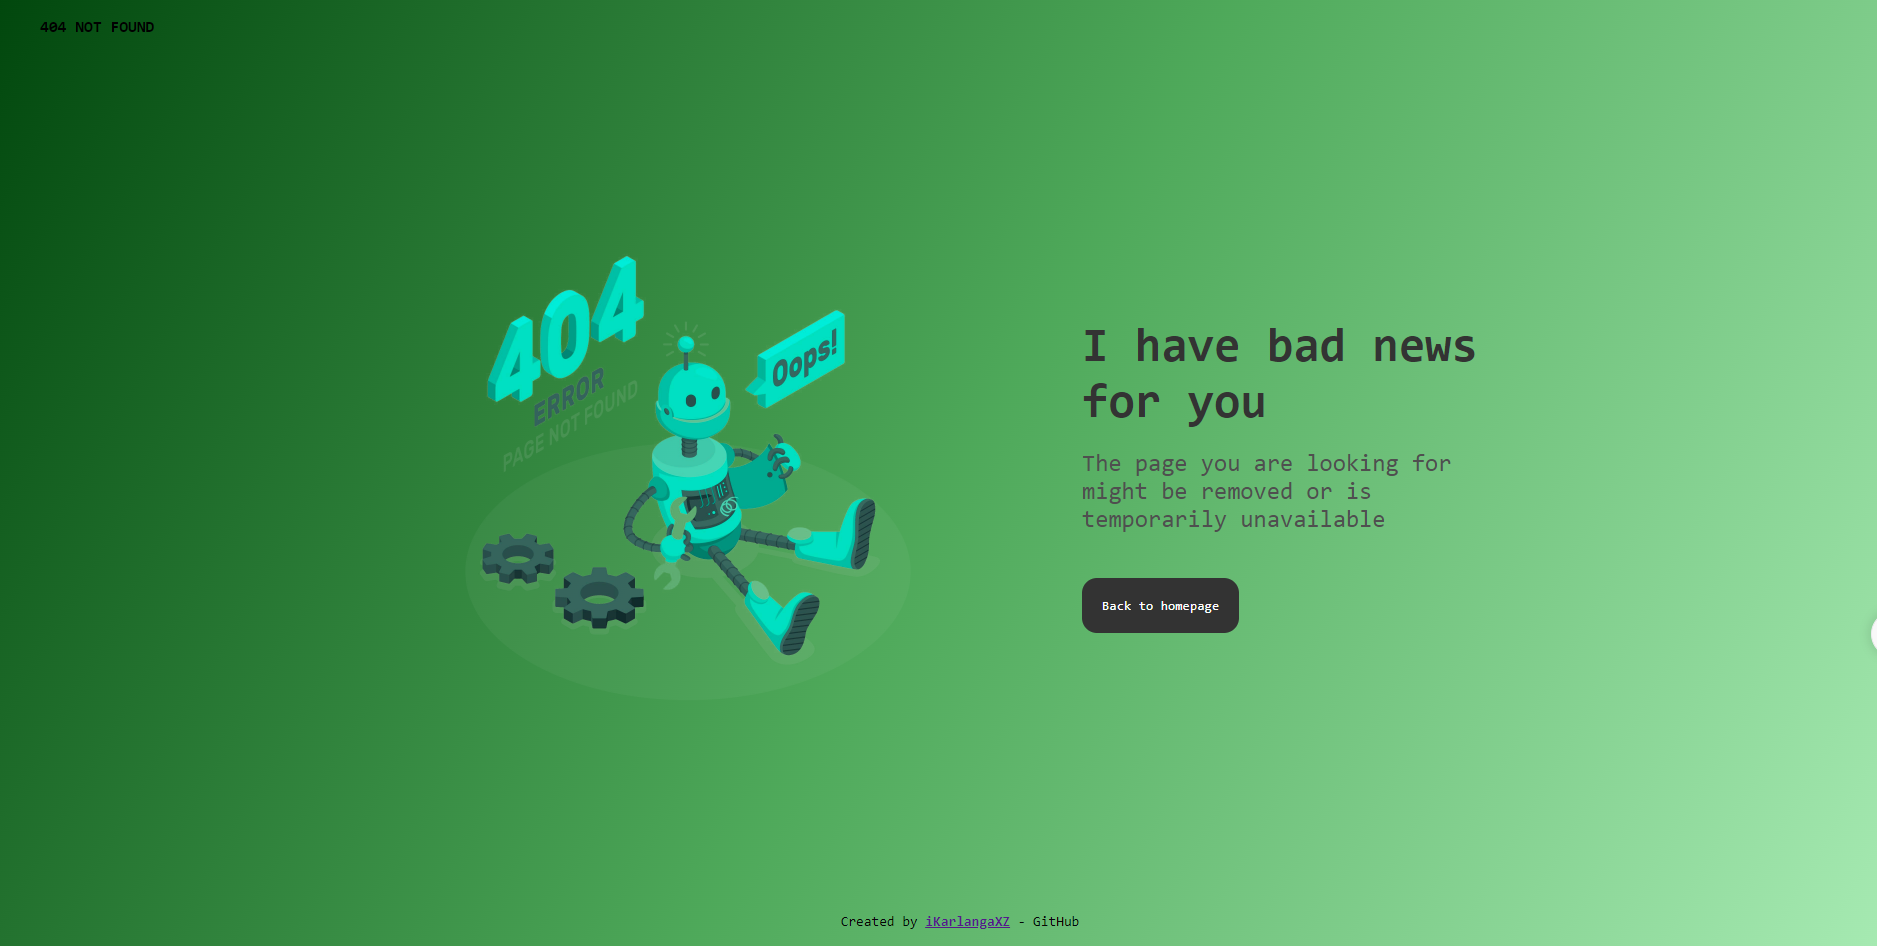 404 NOT FOUND
404
ERROR
PAGE NOT FOUND
Oops!
I have bad news
for you
The page you are looking for
might be removed or is
temporarily unavailable
Back to homepage
Created by iKarlangaXZ - GitHub